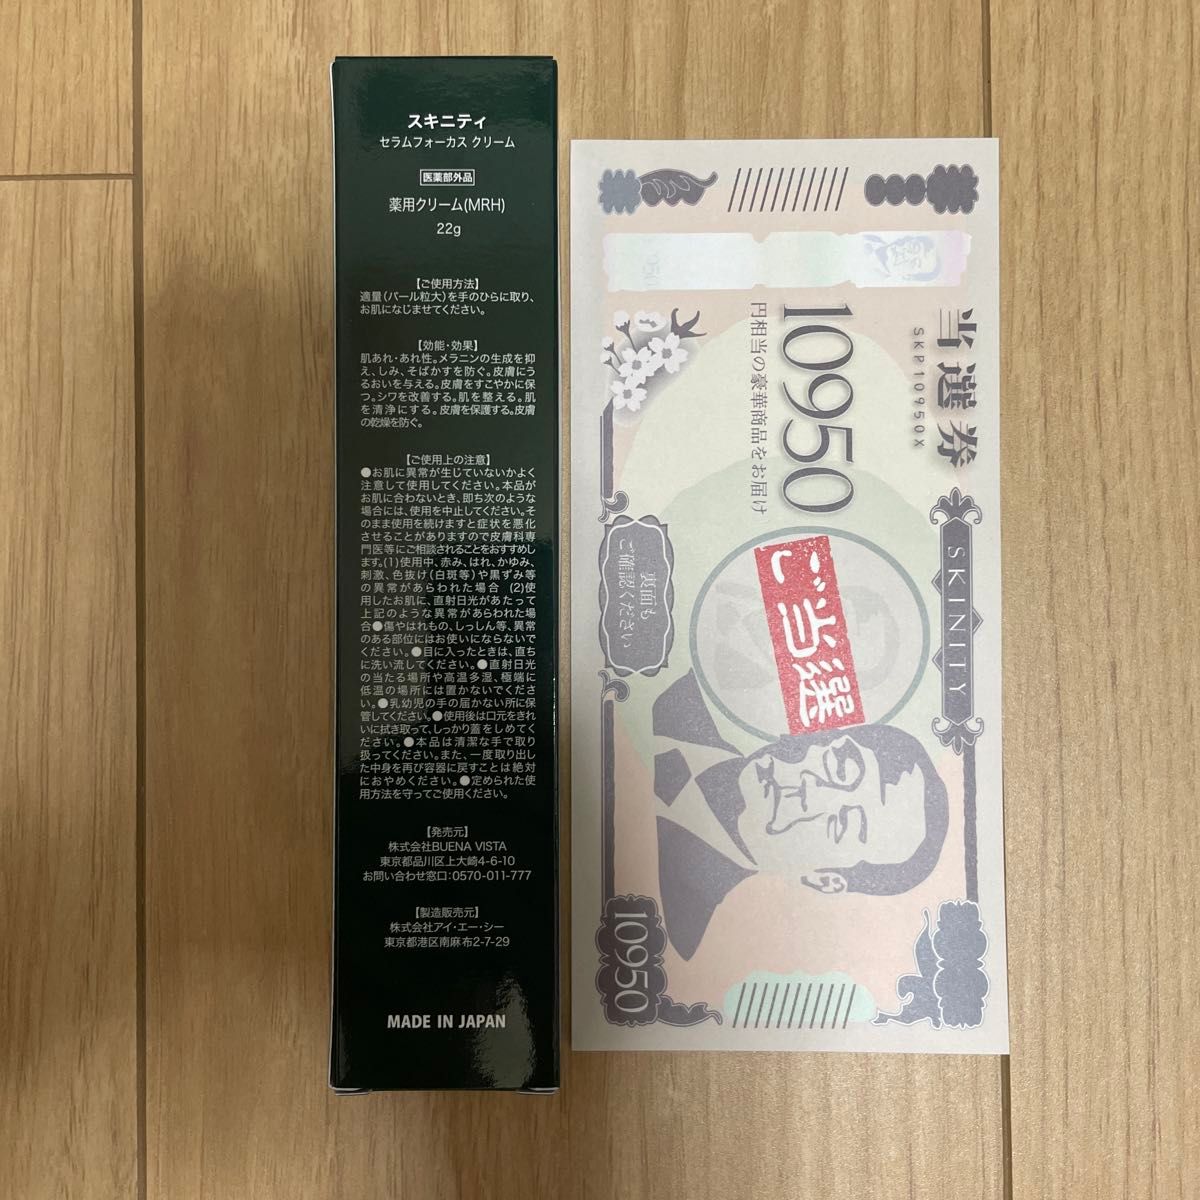 スキニティ
セラムフォーカス クリーム
医薬部外品
薬用クリーム(MRH)
22g
【ご使用方法】
適量(パール粒大)を手のひらに取り、
お肌になじませてください。
【効能・効果】
肌あれ・あれ性。メラニンの生成を抑
え、しみ、そばかすを防ぐ。皮膚にう
るおいを与える。皮膚をすこやかに保
つ。シワを改善する。肌を整える。肌
を清浄にする。皮膚を保護する。皮膚
の乾燥を防ぐ。
【ご使用上の注意】
●お肌に異常が生じていないかよく
注意して使用してください。本品が
お肌に合わないとき、即ち次のような
場合には、使用を中止してください。そ
のまま使用を続けますと症状を悪化
させることがありますので皮膚科専
門医等にご相談されることをおすすめし
ます。(1)使用中、赤み、はれ、かゆみ、
刺激、色抜け(白斑等)や黒ずみ等
の異常があらわれた場合 (2)使
用したお肌に、直射日光があたって
上記のような異常があらわれた場
合●傷やはれもの、しっしん等、異常
のある部位にはお使いにならないで
ください。●目に入ったときは、直ち
に洗い流してください。●直射日光
の当たる場所や高温多湿、極端に
低温の場所には置かないでくださ
い。●乳幼児の手の届かない所に保
管してください。●使用後は口元をきれ
いに拭き取って、しっかり蓋をしめてく
ださい。●本品は清潔な手で取り
扱ってください。また、一度取り出し
た中身を再び容器に戻すことは絶対
におやめください。●定められた使
用方法を守ってご使用ください。
【発売元】
株式会社BUENA VISTA
東京都品川区上大崎4-6-10
お問い合わせ窓口:0570-011-777
【製造販売元】
株式会社アイ・エー・シー
東京都港区南麻布2-7-29
MADE IN JAPAN
当選券
SKP10950X
SKINITY
10950
円相当の豪華商品をお届け
ご当選
裏面も
ご確認ください
10950